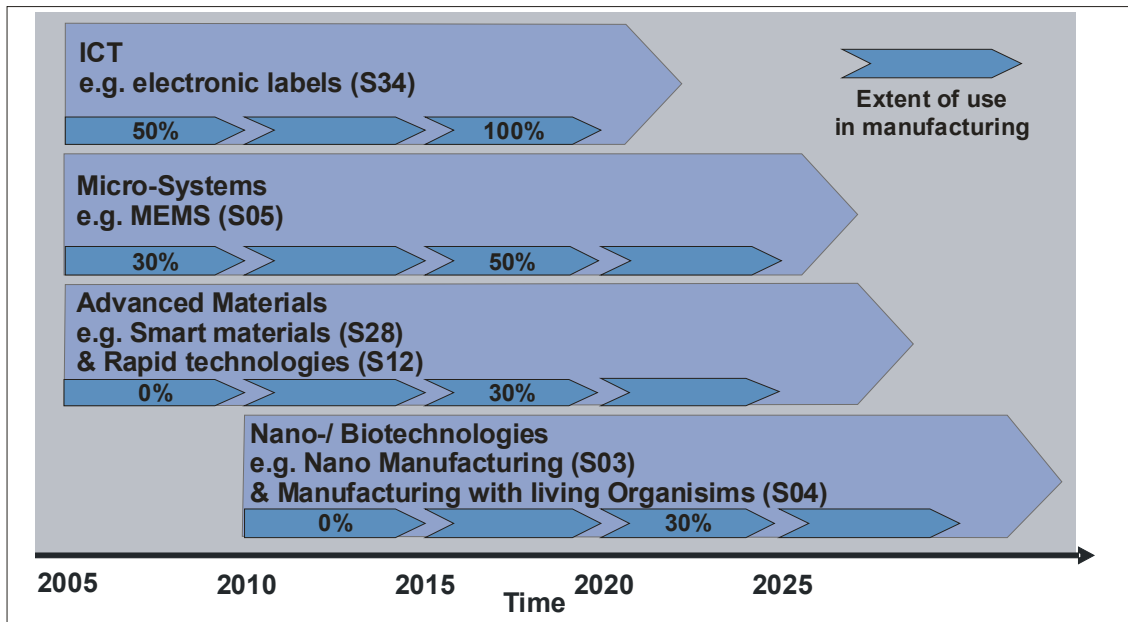 ICT
e.g. electronic labels (S34)
50%
100%
Extent of use
in manufacturing
Micro-Systems
e.g. MEMS (S05)
30%
50%
Advanced Materials
e.g. Smart materials (S28)
& Rapid technologies (S12)
0%
30%
Nano-/ Biotechnologies
e.g. Nano Manufacturing (S03)
& Manufacturing with living Organisims (S04)
0%
30%
2005
2010
2015
2020
2025
Time